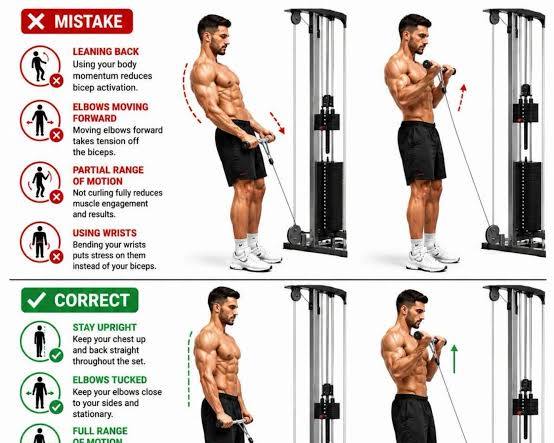 MISTAKE
LEANING BACK
Using your body
momentum reduces
bicep activation.
ELBOWS MOVING
FORWARD
Moving elbows forward
takes tension off
the biceps.
PARTIAL RANGE
OF MOTION
Not curling fully reduces
muscle engagement
and results.
USING WRISTS
Bending your wrists
puts stress on them
instead of your biceps.
CORRECT
STAY UPRIGHT
Keep your chest up
and back straight
throughout the set.
ELBOWS TUCKED
Keep your elbows close
to your sides and
stationary.
FULL RANGE
OF MOTION